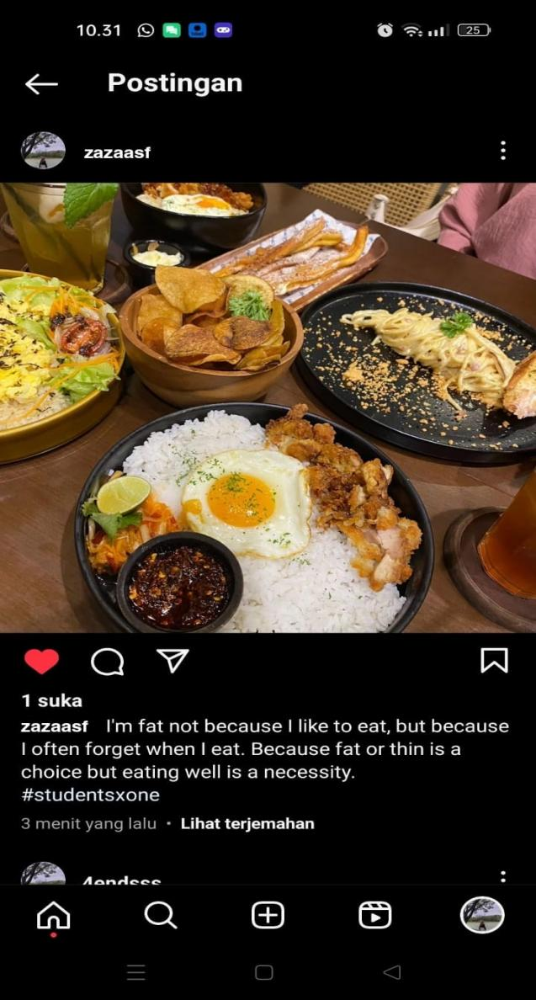 10.31
25
Postingan
zazaasf
1 suka
zazaasf I'm fat not because I like to eat, but because
I often forget when I eat. Because fat or thin is a
choice but eating well is a necessity.
#studentsxone
3 menit yang lalu • Lihat terjemahan
4endsss